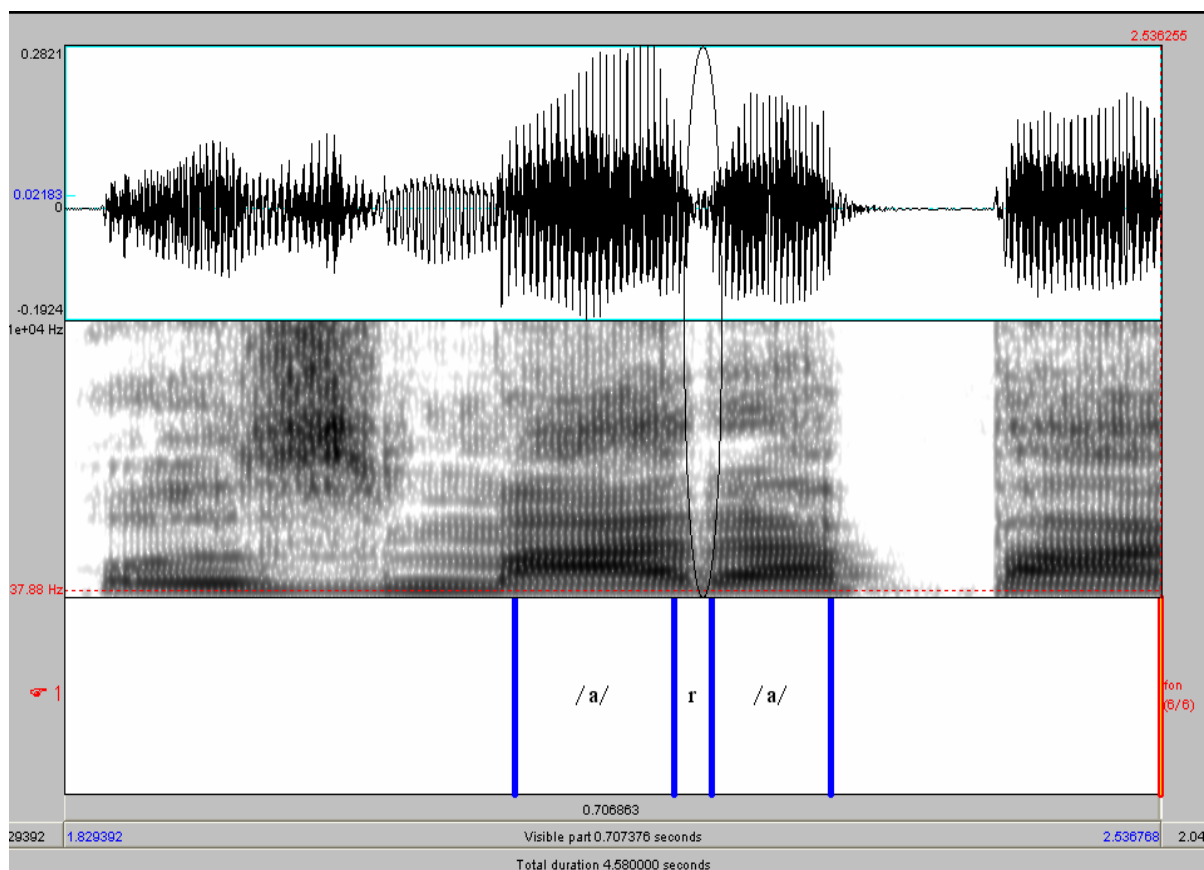 2.536255
0.2821
0.02183
0
-0.1924
1e+04 Hz
37.88 Hz
1
/a/ r /a/
fon
(6/6)
0.706863
29392 1.829392 Visible part 0.707376 seconds 2.536768 2.04
Total duration 4.580000 seconds